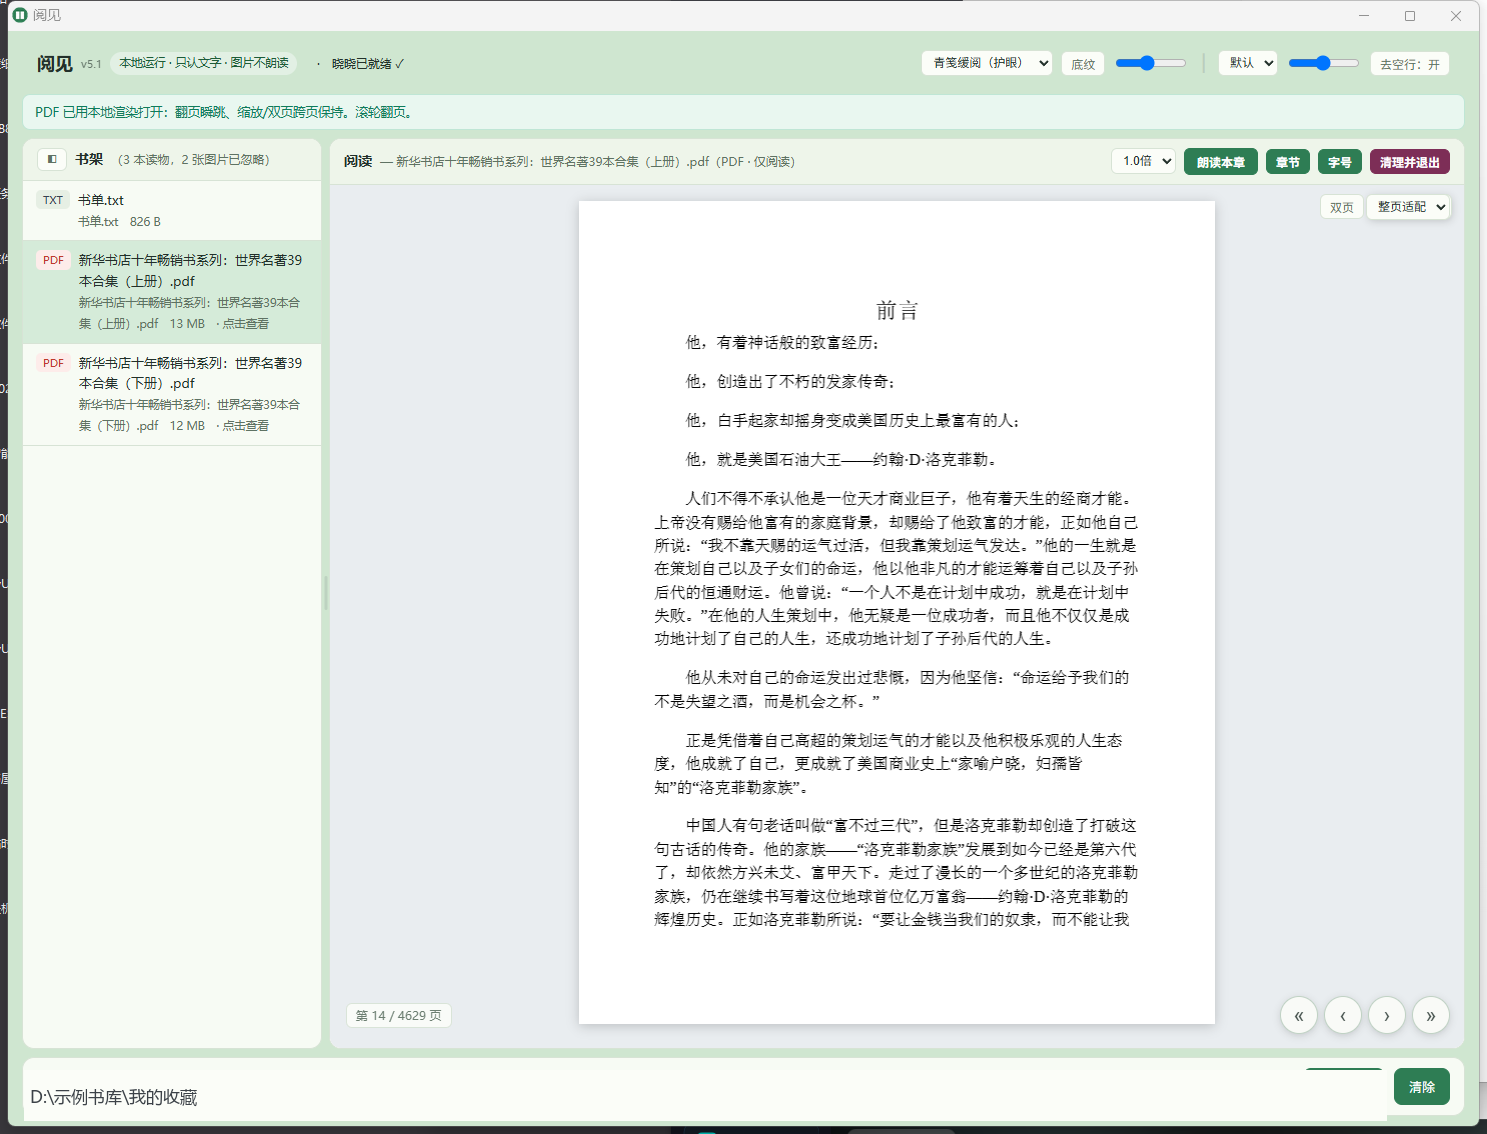 阅见
阅见 v5.1 本地运行 · 只认文字 · 图片不朗读 · 晓晓已就绪 ✓ 青笺缓阅（护眼） 底纹 默认 去空行：开
PDF 已用本地渲染打开：翻页瞬跳、缩放/双页跨页保持。滚轮翻页。
书架 （3 本读物，2 张图片已忽略）
TXT 书单.txt
书单.txt 826 B
PDF 新华书店十年畅销书系列：世界名著39
本合集（上册）.pdf
新华书店十年畅销书系列：世界名著39本合
集（上册）.pdf 13 MB · 点击查看
PDF 新华书店十年畅销书系列：世界名著39
本合集（下册）.pdf
新华书店十年畅销书系列：世界名著39本合
集（下册）.pdf 12 MB · 点击查看
阅读 — 新华书店十年畅销书系列：世界名著39本合集（上册）.pdf（PDF · 仅阅读） 1.0倍 朗读本章 章节 字号 清理并退出
双页 整页适配
前言
他，有着神话般的致富经历；
他，创造出了不朽的发家传奇；
他，白手起家却摇身变成美国历史上最富有的人；
他，就是美国石油大王——约翰·D·洛克菲勒。
人们不得不承认他是一位天才商业巨子，他有着天生的经商才能。
上帝没有赐给他富有的家庭背景，却赐给了他致富的才能，正如他自己
所说：“我不靠天赐的运气过活，但我靠策划运气发达。”他的一生就是
在策划自己以及子女们的命运，他以他非凡的才能运筹着自己以及子孙
后代的恒通财运。他曾说：“一个人不是在计划中成功，就是在计划中
失败。”在他的人生策划中，他无疑是一位成功者，而且他不仅仅是成
功地计划了自己的人生，还成功地计划了子孙后代的人生。
他从未对自己的命运发出过悲慨，因为他坚信：“命运给予我们的
不是失望之酒，而是机会之杯。”
正是凭借着自己高超的策划运气的才能以及他积极乐观的人生态
度，他成就了自己，更成就了美国商业史上“家喻户晓，妇孺皆
知”的“洛克菲勒家族”。
中国人有句老话叫做“富不过三代”，但是洛克菲勒却创造了打破这
句古话的传奇。他的家族——“洛克菲勒家族”发展到如今已经是第六代
了，却依然方兴未艾、富甲天下。走过了漫长的一个多世纪的洛克菲勒
家族，仍在继续书写着这位地球首位亿万富翁——约翰·D·洛克菲勒的
辉煌历史。正如洛克菲勒所说：“要让金钱当我们的奴隶，而不能让我
第 14 / 4629 页 « ‹ › »
D:\示例书库\我的收藏 清除